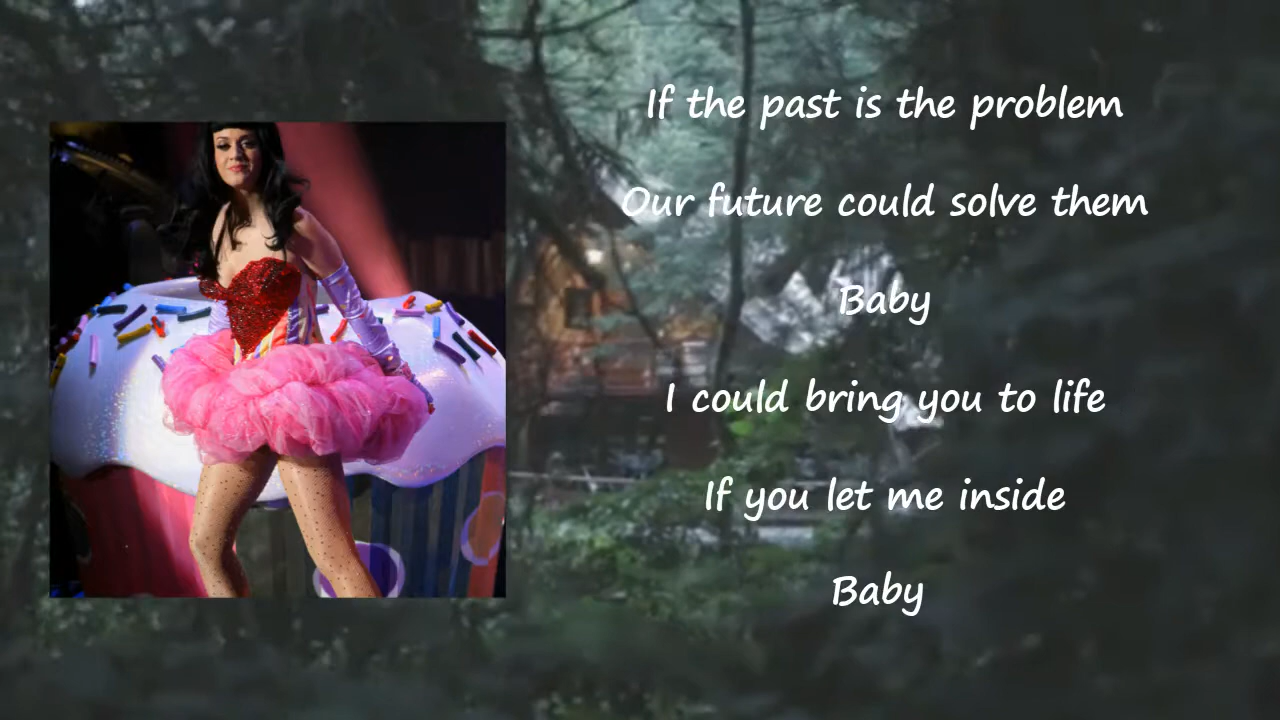 If the past is the problem
Our future could solve them
Baby
I could bring you to life
If you let me inside
Baby